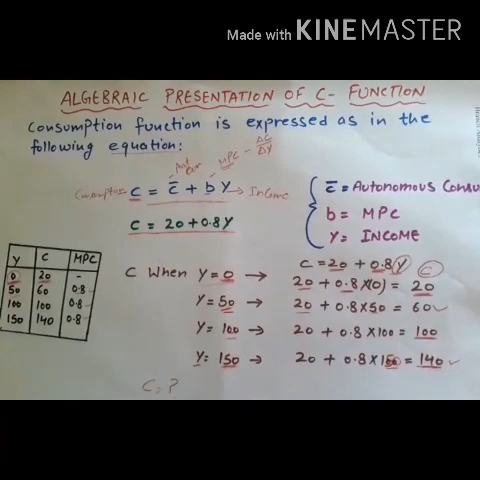 Made with KINEMASTER
ALGEBRAIC PRESENTATION OF C- FUNCTION
Consumption function is expressed as in the
following equation:
MPC - ΔC/ΔY
Consumption C = C̅ + bY → Income
C = 20 + 0.8Y
C̅ = Autonomous Consu
b = MPC
Y = INCOME
Y C MPC
0 20 -
50 60 0.8
100 100 0.8
150 140 0.8
C = 20 + 0.8Y C
C When Y = 0 → 20 + 0.8×(0) = 20
Y = 50 → 20 + 0.8×50 = 60
Y = 100 → 20 + 0.8×100 = 100
Y = 150 → 20 + 0.8×150 = 140
C = ?